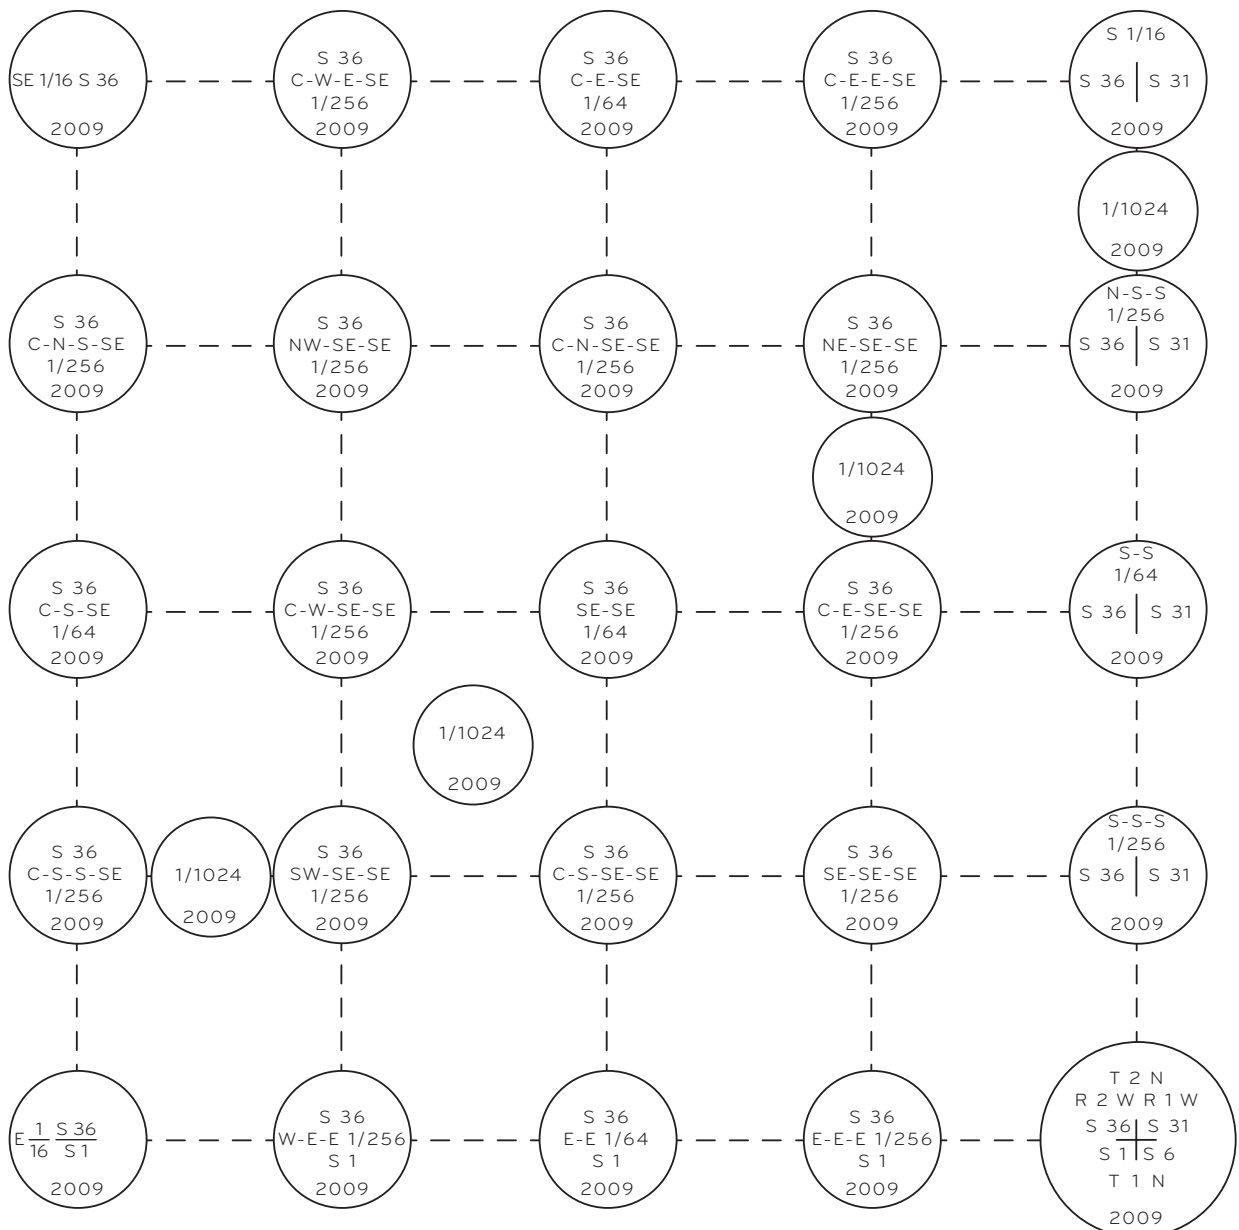 SE 1/16 S 36
2009
S 36
C-W-E-SE
1/256
2009
S 36
C-E-SE
1/64
2009
S 36
C-E-E-SE
1/256
2009
S 1/16
S 36 S 31
2009
1/1024
2009
S 36
C-N-S-SE
1/256
2009
S 36
NW-SE-SE
1/256
2009
S 36
C-N-SE-SE
1/256
2009
S 36
NE-SE-SE
1/256
2009
N-S-S
1/256
S 36 S 31
2009
1/1024
2009
S 36
C-S-SE
1/64
2009
S 36
C-W-SE-SE
1/256
2009
S 36
SE-SE
1/64
2009
S 36
C-E-SE-SE
1/256
2009
S-S
1/64
S 36 S 31
2009
1/1024
2009
S 36
C-S-S-SE
1/256
2009
1/1024
2009
S 36
SW-SE-SE
1/256
2009
S 36
C-S-SE-SE
1/256
2009
S 36
SE-SE-SE
1/256
2009
S-S-S
1/256
S 36 S 31
2009
E 1/16 S 36
S 1
2009
S 36
W-E-E 1/256
S 1
2009
S 36
E-E 1/64
S 1
2009
S 36
E-E-E 1/256
S 1
2009
T 2 N
R 2 W R 1 W
S 36 S 31
S 1 S 6
T 1 N
2009